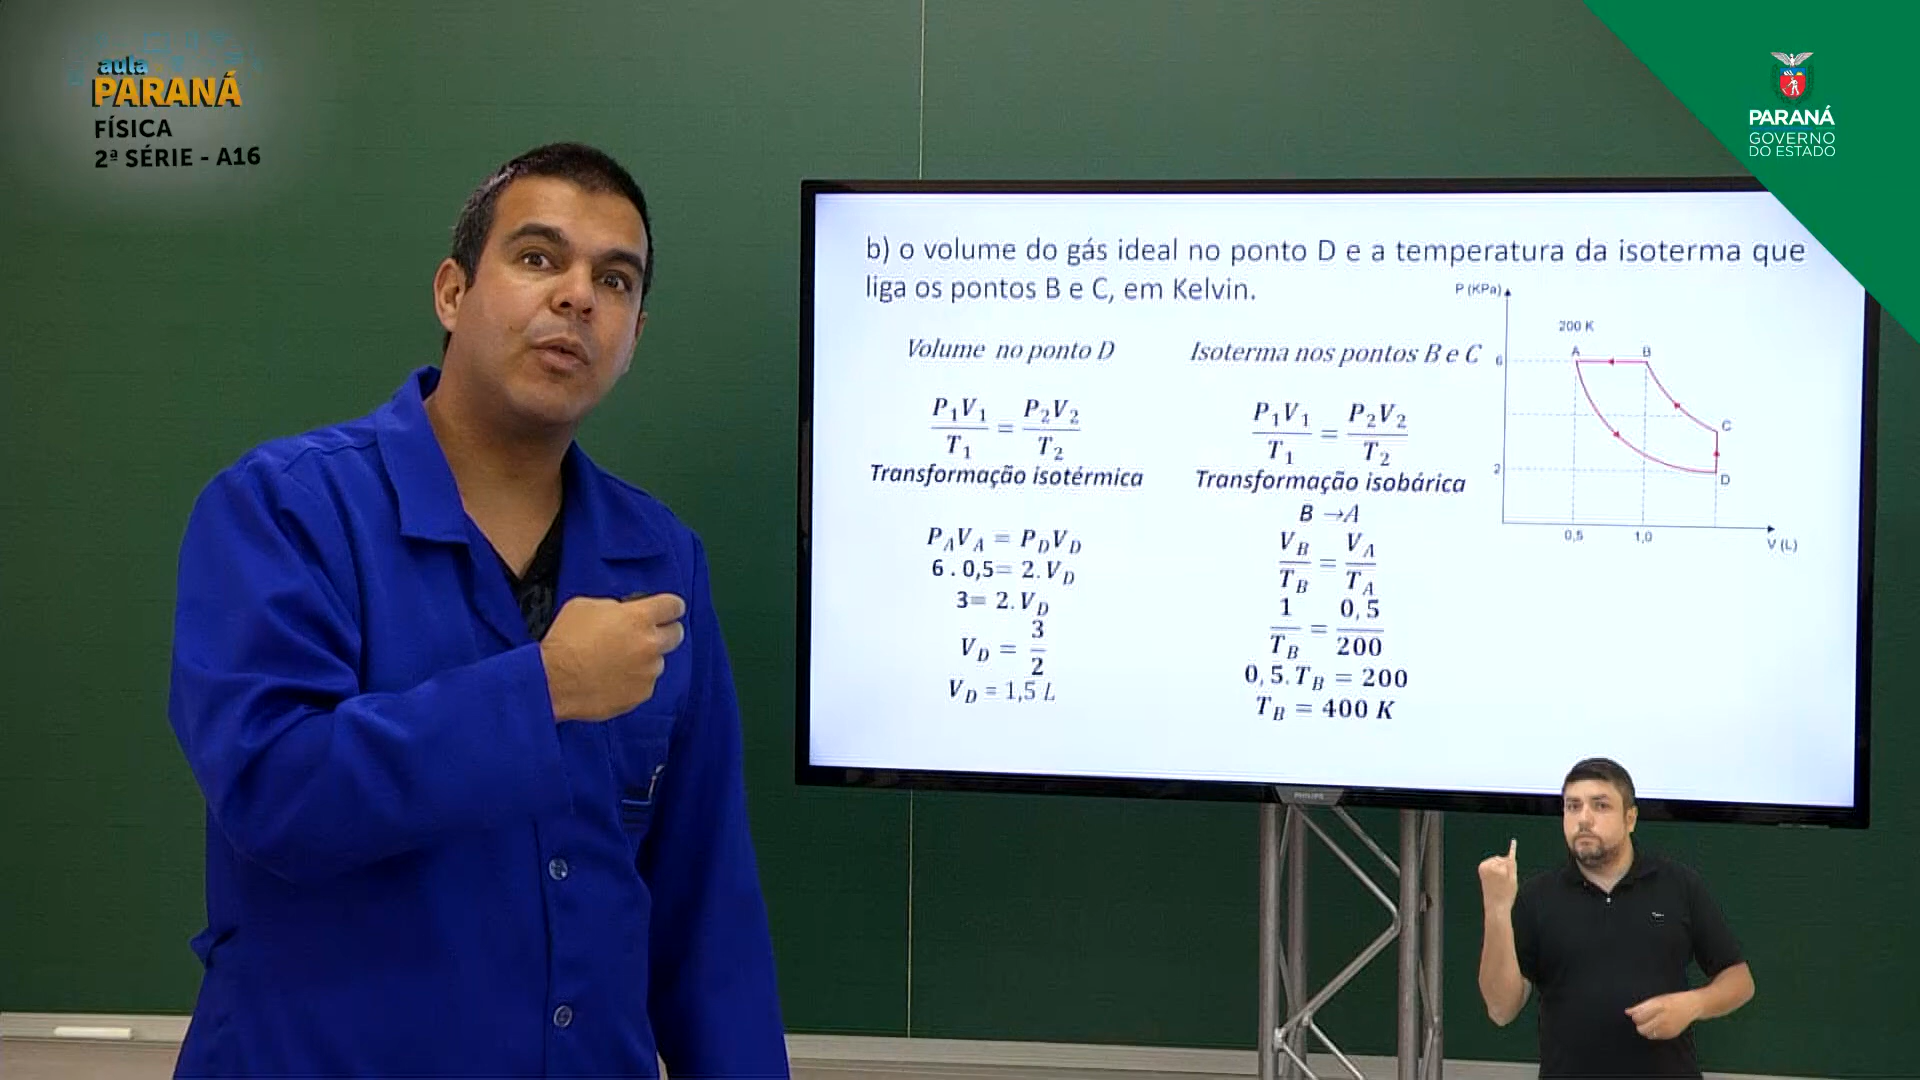 aula
PARANÁ
FÍSICA
2ª SÉRIE - A16
PARANÁ
GOVERNO
DO ESTADO
b) o volume do gás ideal no ponto D e a temperatura da isoterma que
liga os pontos B e C, em Kelvin.
Volume no ponto D
P₁V₁/T₁ = P₂V₂/T₂
Transformação isotérmica
P_A V_A = P_D V_D
6 . 0,5= 2. V_D
3= 2. V_D
V_D = 3/2
V_D = 1,5 L
Isoterma nos pontos B e C
P₁V₁/T₁ = P₂V₂/T₂
Transformação isobárica
B →A
V_B/T_B = V_A/T_A
1/T_B = 0,5/200
0,5. T_B = 200
T_B = 400 K
P (KPa)
200 K
A B
6
C
2
D
0,5 1,0
V (L)
PHILIPS